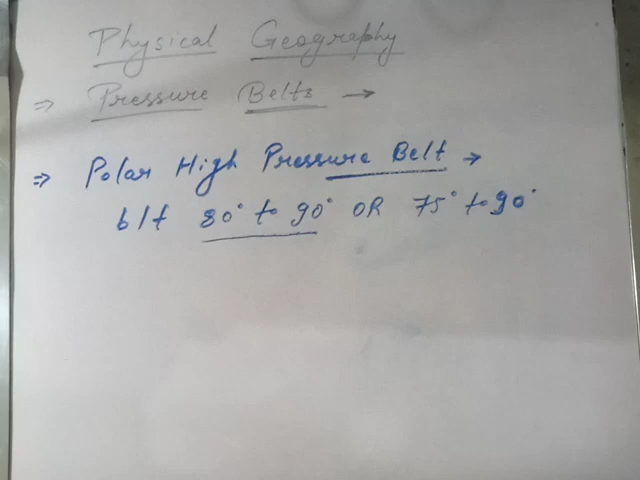 Physical Geography
⇒ Pressure Belts →
⇒ Polar High Pressure Belt →
b/t 80° to 90° OR 75° to 90°